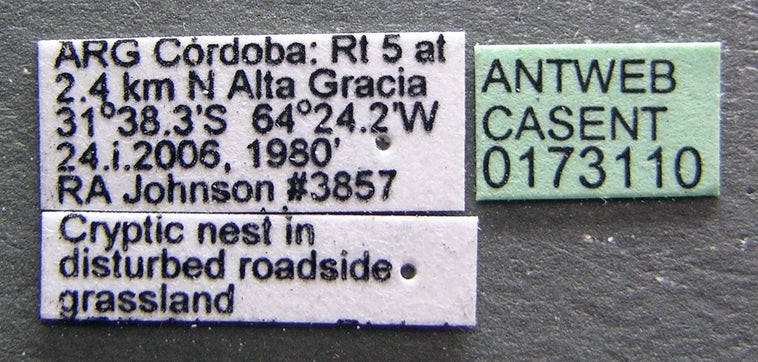 ARG Córdoba: Rt 5 at
2.4 km N Alta Gracia
31°38.3'S 64°24.2'W
24.i.2006, 1980'
RA Johnson #3857
Cryptic nest in
disturbed roadside
grassland
ANTWEB
CASENT
0173110